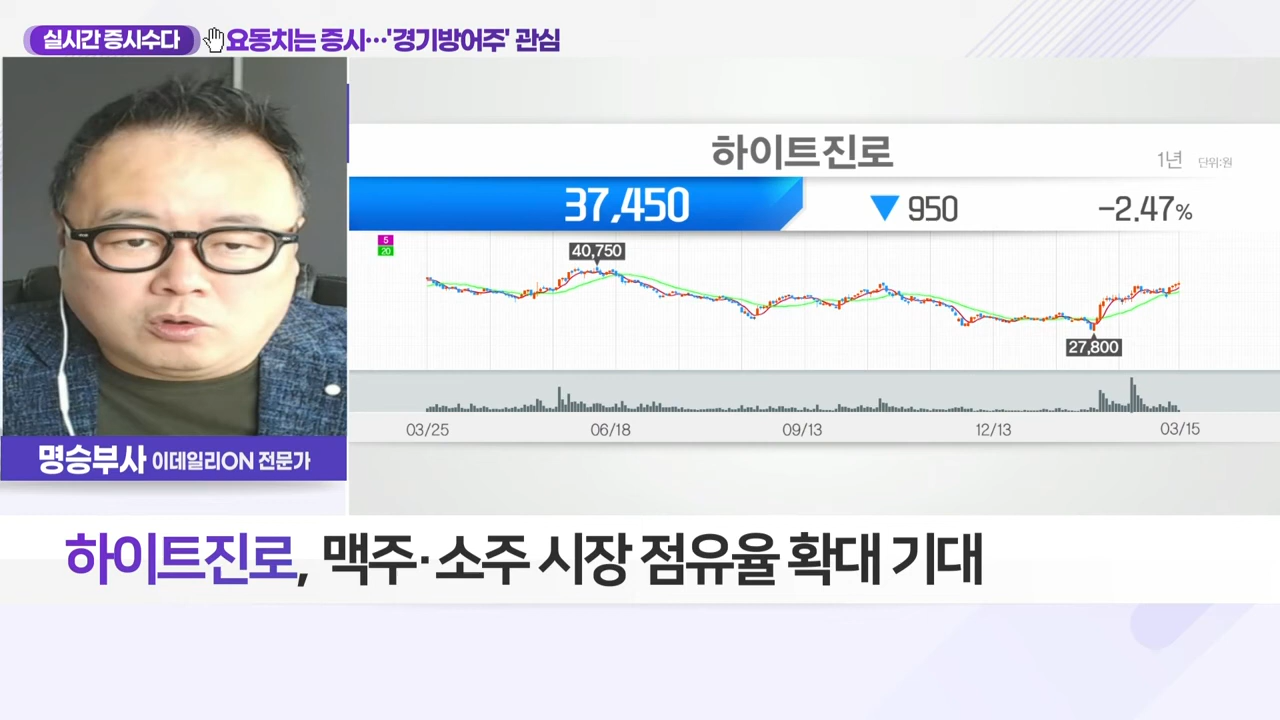 실시간 증시수다 요동치는 증시…'경기방어주' 관심
하이트진로
1년 단위:원
37,450 ▼ 950 -2.47%
5
20
40,750
27,800
03/25 06/18 09/13 12/13 03/15
명승부사 이데일리ON 전문가
하이트진로, 맥주·소주 시장 점유율 확대 기대